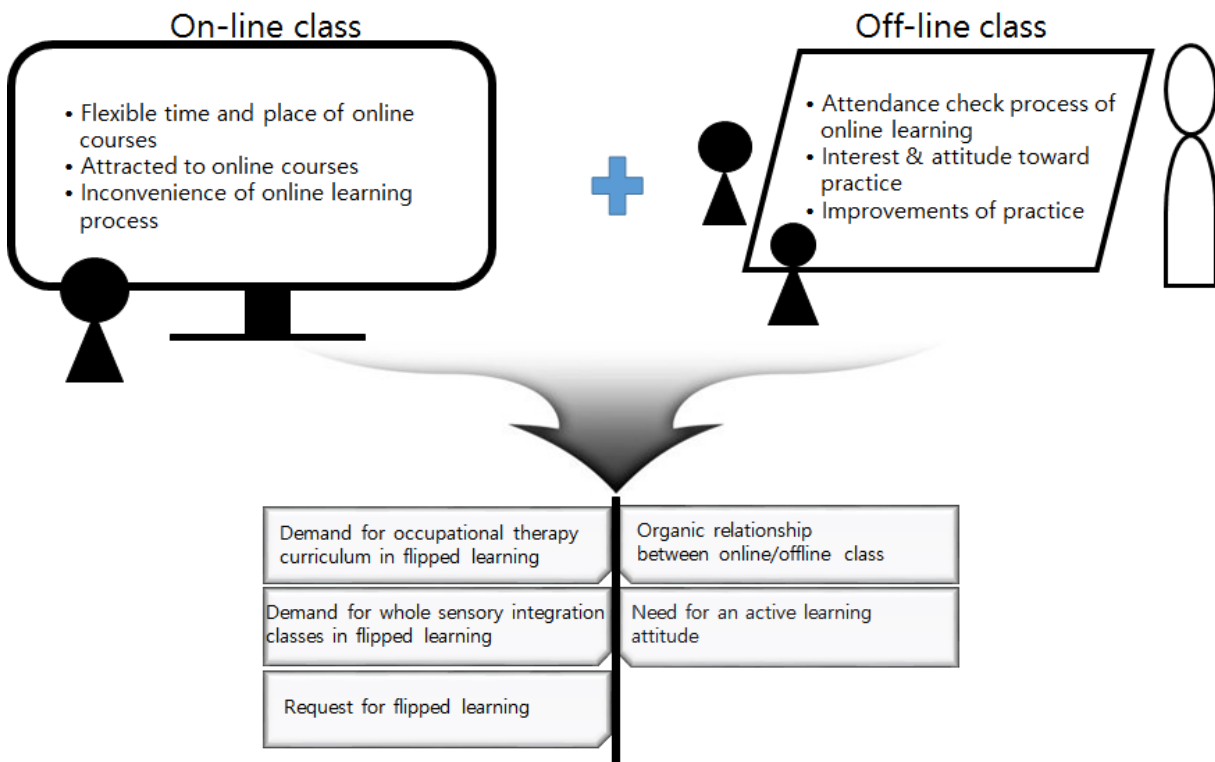 On-line class
• Flexible time and place of online
courses
• Attracted to online courses
• Inconvenience of online learning
process
Off-line class
• Attendance check process of
online learning
• Interest & attitude toward
practice
• Improvements of practice
Demand for occupational therapy
curriculum in flipped learning
Organic relationship
between online/offline class
Demand for whole sensory integration
classes in flipped learning
Need for an active learning
attitude
Request for flipped learning